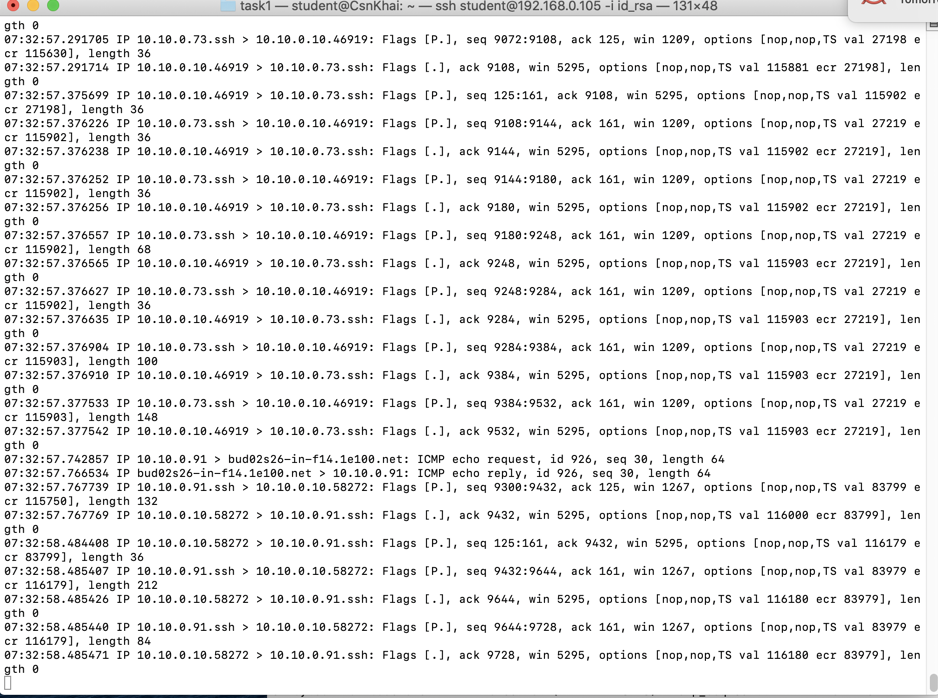 task1 — student@CsnKhai: ~ — ssh student@192.168.0.105 -i id_rsa — 131×48
gth 0
07:32:57.291705 IP 10.10.0.73.ssh > 10.10.0.10.46919: Flags [P.], seq 9072:9108, ack 125, win 1209, options [nop,nop,TS val 27198 e
cr 115630], length 36
07:32:57.291714 IP 10.10.0.10.46919 > 10.10.0.73.ssh: Flags [.], ack 9108, win 5295, options [nop,nop,TS val 115881 ecr 27198], len
gth 0
07:32:57.375699 IP 10.10.0.10.46919 > 10.10.0.73.ssh: Flags [P.], seq 125:161, ack 9108, win 5295, options [nop,nop,TS val 115902 e
cr 27198], length 36
07:32:57.376226 IP 10.10.0.73.ssh > 10.10.0.10.46919: Flags [P.], seq 9108:9144, ack 161, win 1209, options [nop,nop,TS val 27219 e
cr 115902], length 36
07:32:57.376238 IP 10.10.0.10.46919 > 10.10.0.73.ssh: Flags [.], ack 9144, win 5295, options [nop,nop,TS val 115902 ecr 27219], len
gth 0
07:32:57.376252 IP 10.10.0.73.ssh > 10.10.0.10.46919: Flags [P.], seq 9144:9180, ack 161, win 1209, options [nop,nop,TS val 27219 e
cr 115902], length 36
07:32:57.376256 IP 10.10.0.10.46919 > 10.10.0.73.ssh: Flags [.], ack 9180, win 5295, options [nop,nop,TS val 115902 ecr 27219], len
gth 0
07:32:57.376557 IP 10.10.0.73.ssh > 10.10.0.10.46919: Flags [P.], seq 9180:9248, ack 161, win 1209, options [nop,nop,TS val 27219 e
cr 115902], length 68
07:32:57.376565 IP 10.10.0.10.46919 > 10.10.0.73.ssh: Flags [.], ack 9248, win 5295, options [nop,nop,TS val 115903 ecr 27219], len
gth 0
07:32:57.376627 IP 10.10.0.73.ssh > 10.10.0.10.46919: Flags [P.], seq 9248:9284, ack 161, win 1209, options [nop,nop,TS val 27219 e
cr 115902], length 36
07:32:57.376635 IP 10.10.0.10.46919 > 10.10.0.73.ssh: Flags [.], ack 9284, win 5295, options [nop,nop,TS val 115903 ecr 27219], len
gth 0
07:32:57.376904 IP 10.10.0.73.ssh > 10.10.0.10.46919: Flags [P.], seq 9284:9384, ack 161, win 1209, options [nop,nop,TS val 27219 e
cr 115903], length 100
07:32:57.376910 IP 10.10.0.10.46919 > 10.10.0.73.ssh: Flags [.], ack 9384, win 5295, options [nop,nop,TS val 115903 ecr 27219], len
gth 0
07:32:57.377533 IP 10.10.0.73.ssh > 10.10.0.10.46919: Flags [P.], seq 9384:9532, ack 161, win 1209, options [nop,nop,TS val 27219 e
cr 115903], length 148
07:32:57.377542 IP 10.10.0.10.46919 > 10.10.0.73.ssh: Flags [.], ack 9532, win 5295, options [nop,nop,TS val 115903 ecr 27219], len
gth 0
07:32:57.742857 IP 10.10.0.91 > bud02s26-in-f14.1e100.net: ICMP echo request, id 926, seq 30, length 64
07:32:57.766534 IP bud02s26-in-f14.1e100.net > 10.10.0.91: ICMP echo reply, id 926, seq 30, length 64
07:32:57.767739 IP 10.10.0.91.ssh > 10.10.0.10.58272: Flags [P.], seq 9300:9432, ack 125, win 1267, options [nop,nop,TS val 83799 e
cr 115750], length 132
07:32:57.767769 IP 10.10.0.10.58272 > 10.10.0.91.ssh: Flags [.], ack 9432, win 5295, options [nop,nop,TS val 116000 ecr 83799], len
gth 0
07:32:58.484408 IP 10.10.0.10.58272 > 10.10.0.91.ssh: Flags [P.], seq 125:161, ack 9432, win 5295, options [nop,nop,TS val 116179 e
cr 83799], length 36
07:32:58.485407 IP 10.10.0.91.ssh > 10.10.0.10.58272: Flags [P.], seq 9432:9644, ack 161, win 1267, options [nop,nop,TS val 83979 e
cr 116179], length 212
07:32:58.485426 IP 10.10.0.10.58272 > 10.10.0.91.ssh: Flags [.], ack 9644, win 5295, options [nop,nop,TS val 116180 ecr 83979], len
gth 0
07:32:58.485440 IP 10.10.0.91.ssh > 10.10.0.10.58272: Flags [P.], seq 9644:9728, ack 161, win 1267, options [nop,nop,TS val 83979 e
cr 116179], length 84
07:32:58.485471 IP 10.10.0.10.58272 > 10.10.0.91.ssh: Flags [.], ack 9728, win 5295, options [nop,nop,TS val 116180 ecr 83979], len
gth 0